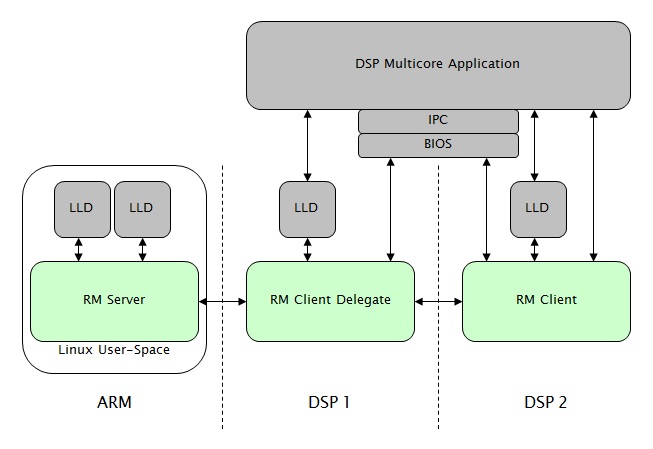 DSP Multicore Application
IPC
BIOS
LLD
LLD
LLD
LLD
RM Server
RM Client Delegate
RM Client
Linux User-Space
ARM
DSP 1
DSP 2